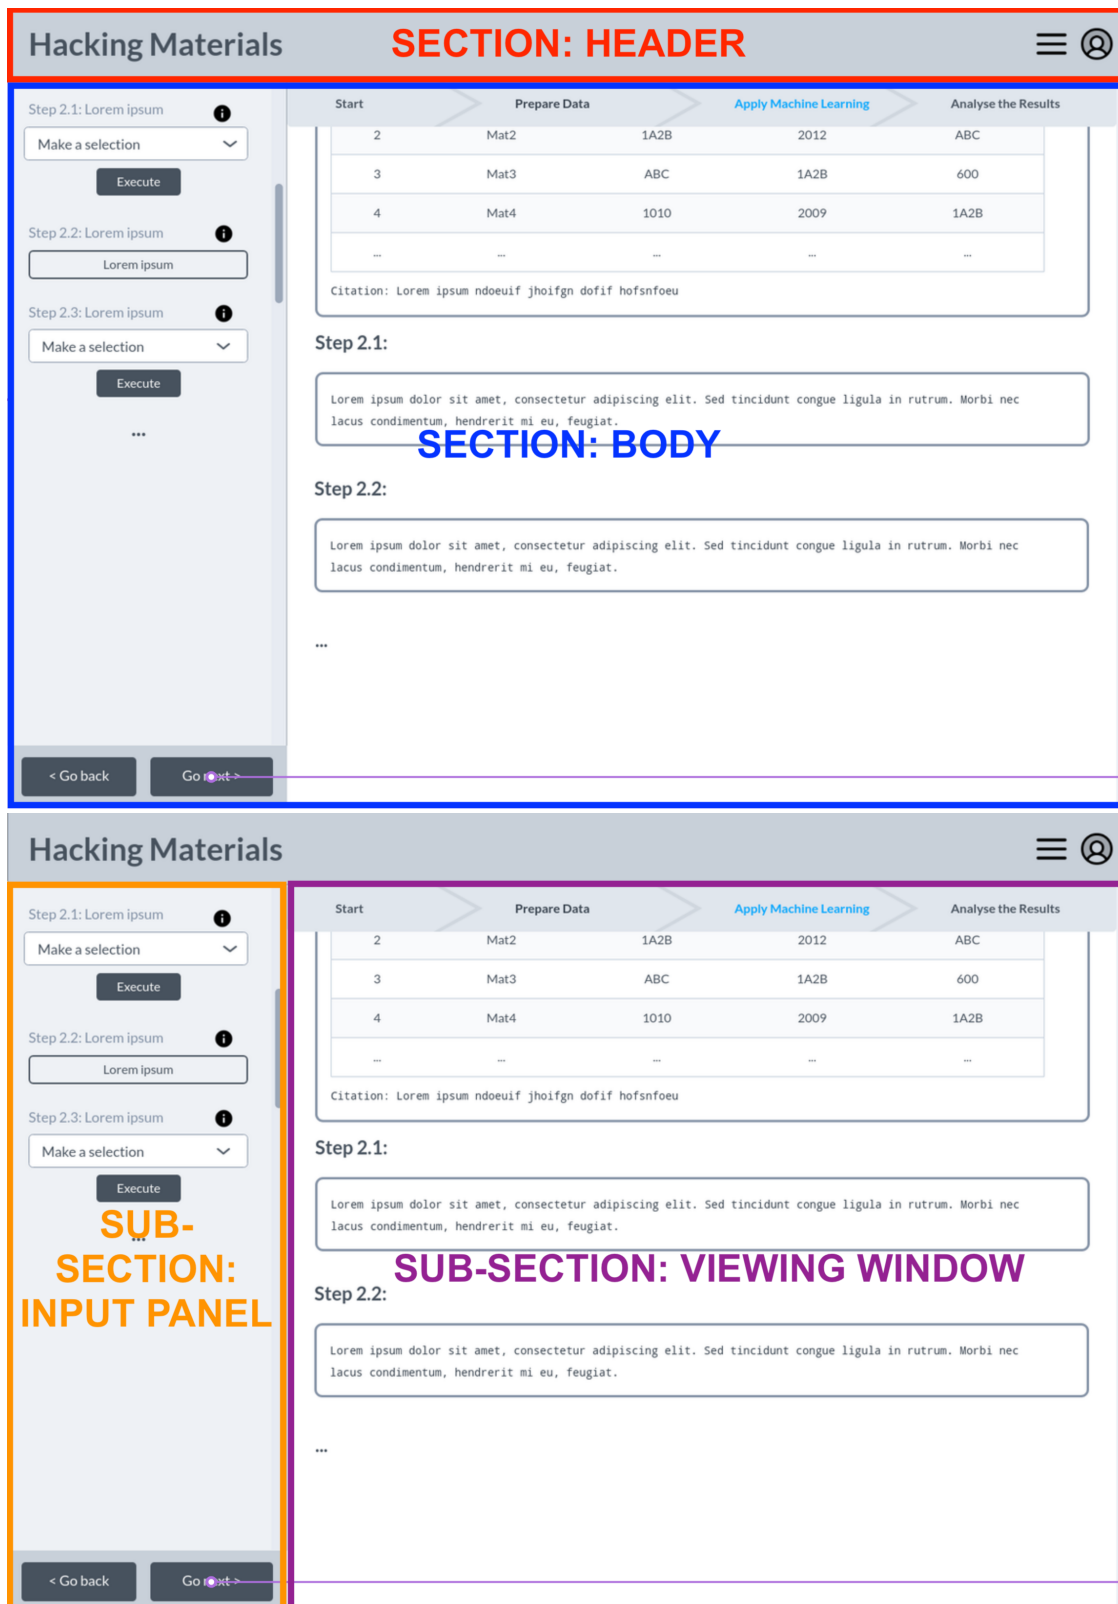 Hacking Materials
SECTION: HEADER
Step 2.1: Lorem ipsum
Make a selection
Execute
Step 2.2: Lorem ipsum
Lorem ipsum
Step 2.3: Lorem ipsum
Make a selection
Execute
...
< Go back
Go next >
Start Prepare Data Apply Machine Learning Analyse the Results
2 Mat2 1A2B 2012 ABC
3 Mat3 ABC 1A2B 600
4 Mat4 1010 2009 1A2B
... ... ... ... ...
Citation: Lorem ipsum ndoeuif jhoifgn dofif hofsnfoeu
Step 2.1:
Lorem ipsum dolor sit amet, consectetur adipiscing elit. Sed tincidunt congue ligula in rutrum. Morbi nec
lacus condimentum, hendrerit mi eu, feugiat.
SECTION: BODY
Step 2.2:
Lorem ipsum dolor sit amet, consectetur adipiscing elit. Sed tincidunt congue ligula in rutrum. Morbi nec
lacus condimentum, hendrerit mi eu, feugiat.
...
Hacking Materials
Step 2.1: Lorem ipsum
Make a selection
Execute
Step 2.2: Lorem ipsum
Lorem ipsum
Step 2.3: Lorem ipsum
Make a selection
Execute
...
SUB-
SECTION:
INPUT PANEL
< Go back
Go next >
Start Prepare Data Apply Machine Learning Analyse the Results
2 Mat2 1A2B 2012 ABC
3 Mat3 ABC 1A2B 600
4 Mat4 1010 2009 1A2B
... ... ... ... ...
Citation: Lorem ipsum ndoeuif jhoifgn dofif hofsnfoeu
Step 2.1:
Lorem ipsum dolor sit amet, consectetur adipiscing elit. Sed tincidunt congue ligula in rutrum. Morbi nec
lacus condimentum, hendrerit mi eu, feugiat.
SUB-SECTION: VIEWING WINDOW
Step 2.2:
Lorem ipsum dolor sit amet, consectetur adipiscing elit. Sed tincidunt congue ligula in rutrum. Morbi nec
lacus condimentum, hendrerit mi eu, feugiat.
...